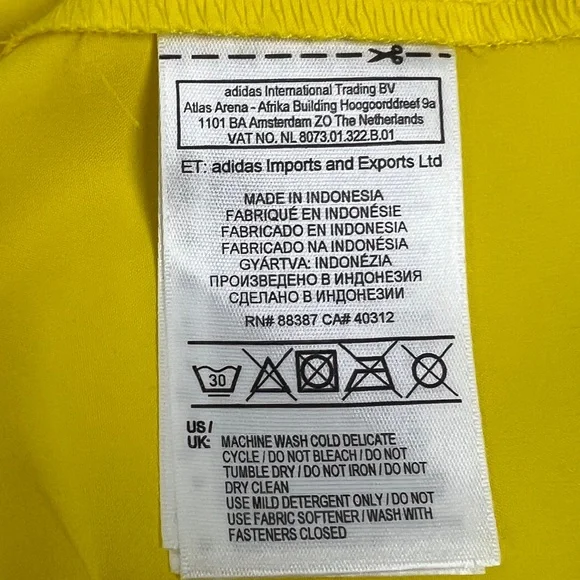 adidas International Trading BV
Atlas Arena - Afrika Building Hoogoorddreef 9a
1101 BA Amsterdam ZO The Netherlands
VAT NO. NL 8073.01.322.B.01
ET: adidas Imports and Exports Ltd
MADE IN INDONESIA
FABRIQUÉ EN INDONÉSIE
FABRICADO EN INDONESIA
FABRICADO NA INDONÉSIA
GYÁRTVA: INDONÉZIA
ПРОИЗВЕДЕНО В ИНДОНЕЗИЯ
СДЕЛАНО В ИНДОНЕЗИИ
RN# 88387 CA# 40312
30
US /
UK: MACHINE WASH COLD DELICATE
CYCLE / DO NOT BLEACH / DO NOT
TUMBLE DRY / DO NOT IRON / DO NOT
DRY CLEAN
USE MILD DETERGENT ONLY / DO NOT
USE FABRIC SOFTENER / WASH WITH
FASTENERS CLOSED